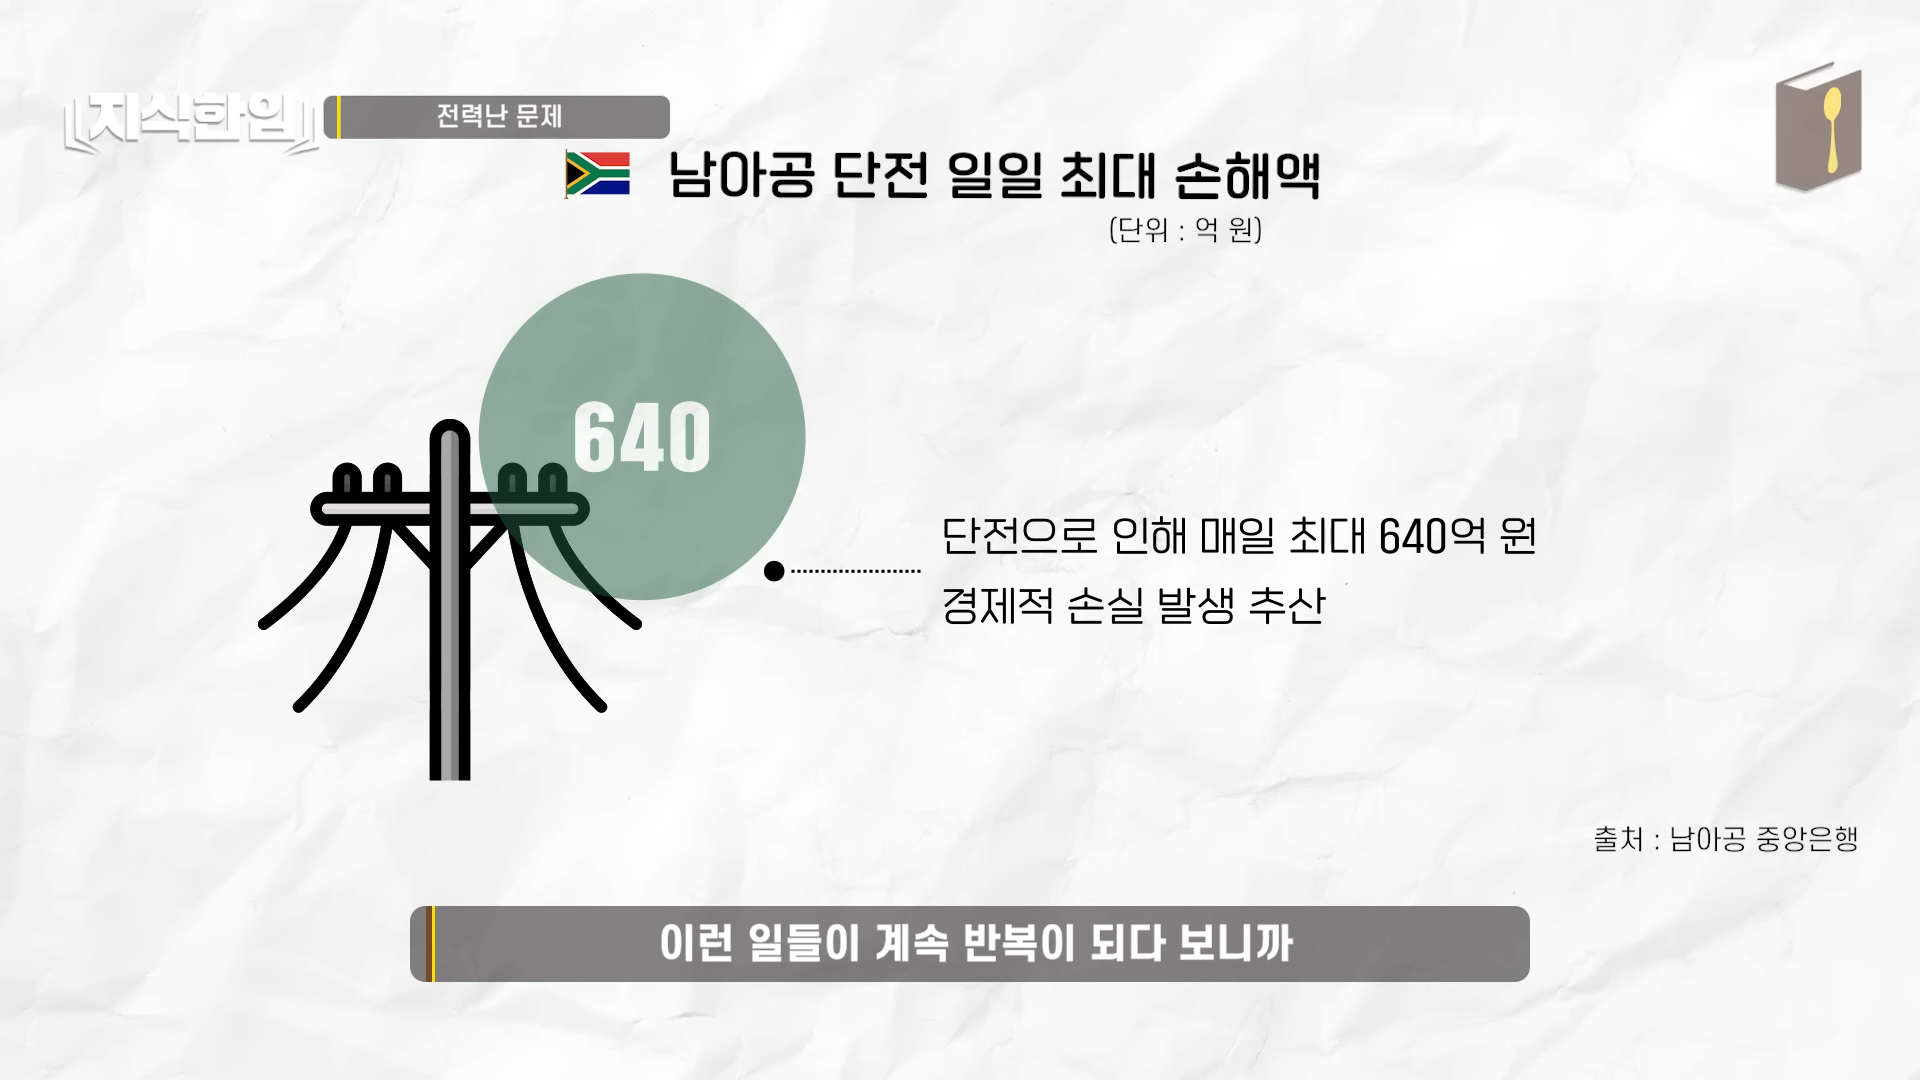 지식한입
전력난 문제
남아공 단전 일일 최대 손해액
(단위 : 억 원)
640
단전으로 인해 매일 최대 640억 원
경제적 손실 발생 추산
출처 : 남아공 중앙은행
이런 일들이 계속 반복이 되다 보니까